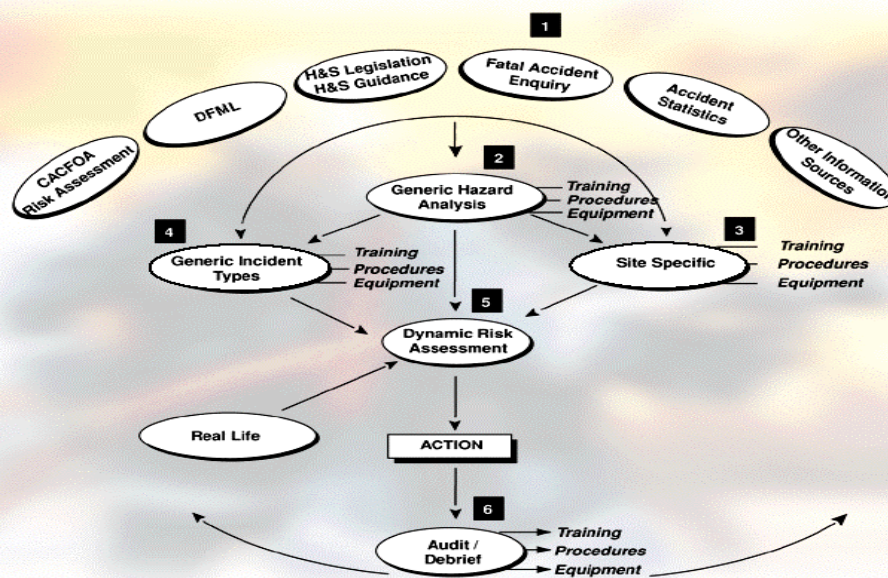 1
H&S Legislation
H&S Guidance
Fatal Accident
Enquiry
DFML
Accident
Statistics
CACFOA
Risk Assessment
Other Information
Sources
2
Generic Hazard
Analysis
Training
Procedures
Equipment
4
Generic Incident
Types
Training
Procedures
Equipment
3
Site Specific
Training
Procedures
Equipment
5
Dynamic Risk
Assessment
Real Life
ACTION
6
Audit /
Debrief
Training
Procedures
Equipment